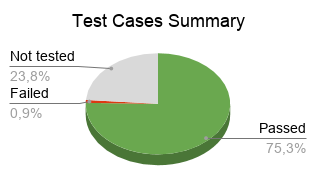 Test Cases Summary
Not tested
23,8%
Failed
0,9%
Passed
75,3%